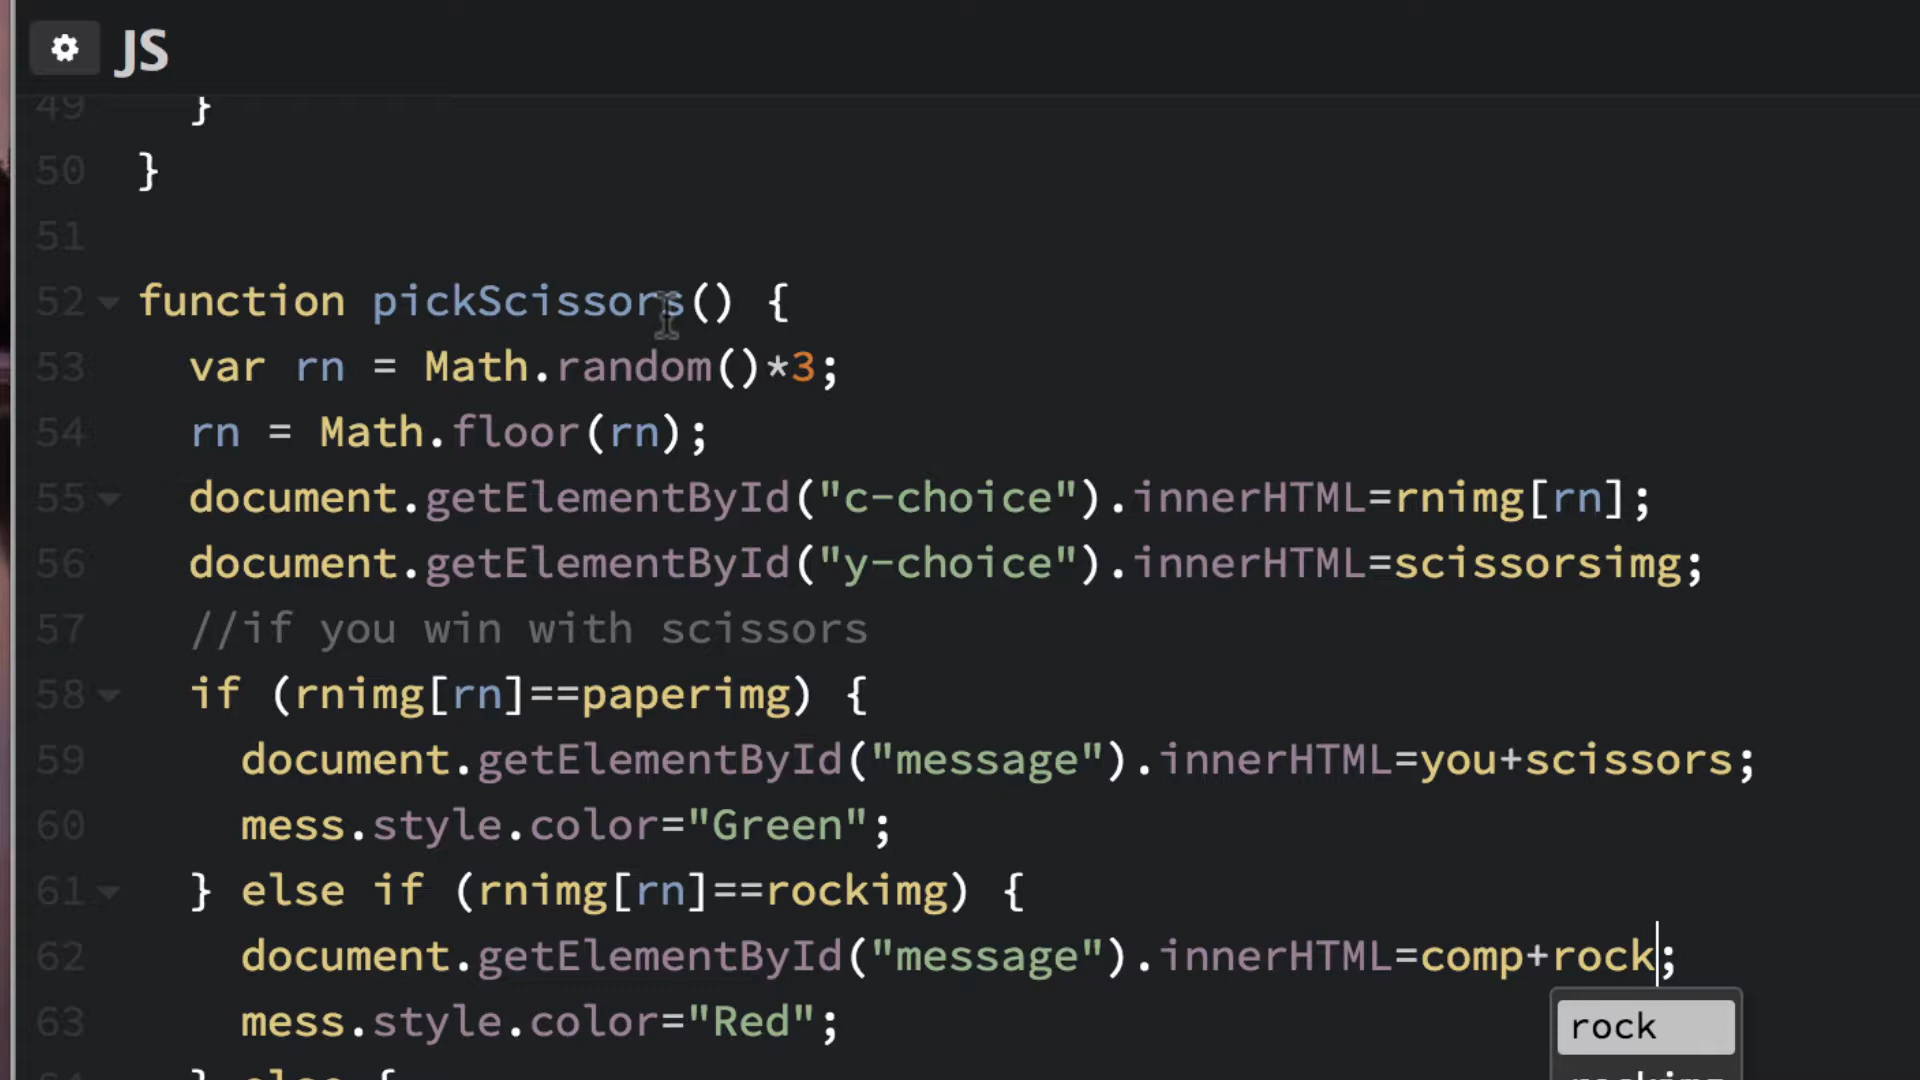 JS
49 }
50 }
51
52 function pickScissors() {
53 var rn = Math.random()*3;
54 rn = Math.floor(rn);
55 document.getElementById("c-choice").innerHTML=rnimg[rn];
56 document.getElementById("y-choice").innerHTML=scissorsimg;
57 //if you win with scissors
58 if (rnimg[rn]==paperimg) {
59 document.getElementById("message").innerHTML=you+scissors;
60 mess.style.color="Green";
61 } else if (rnimg[rn]==rockimg) {
62 document.getElementById("message").innerHTML=comp+rock;
rock
63 mess.style.color="Red";
} else {